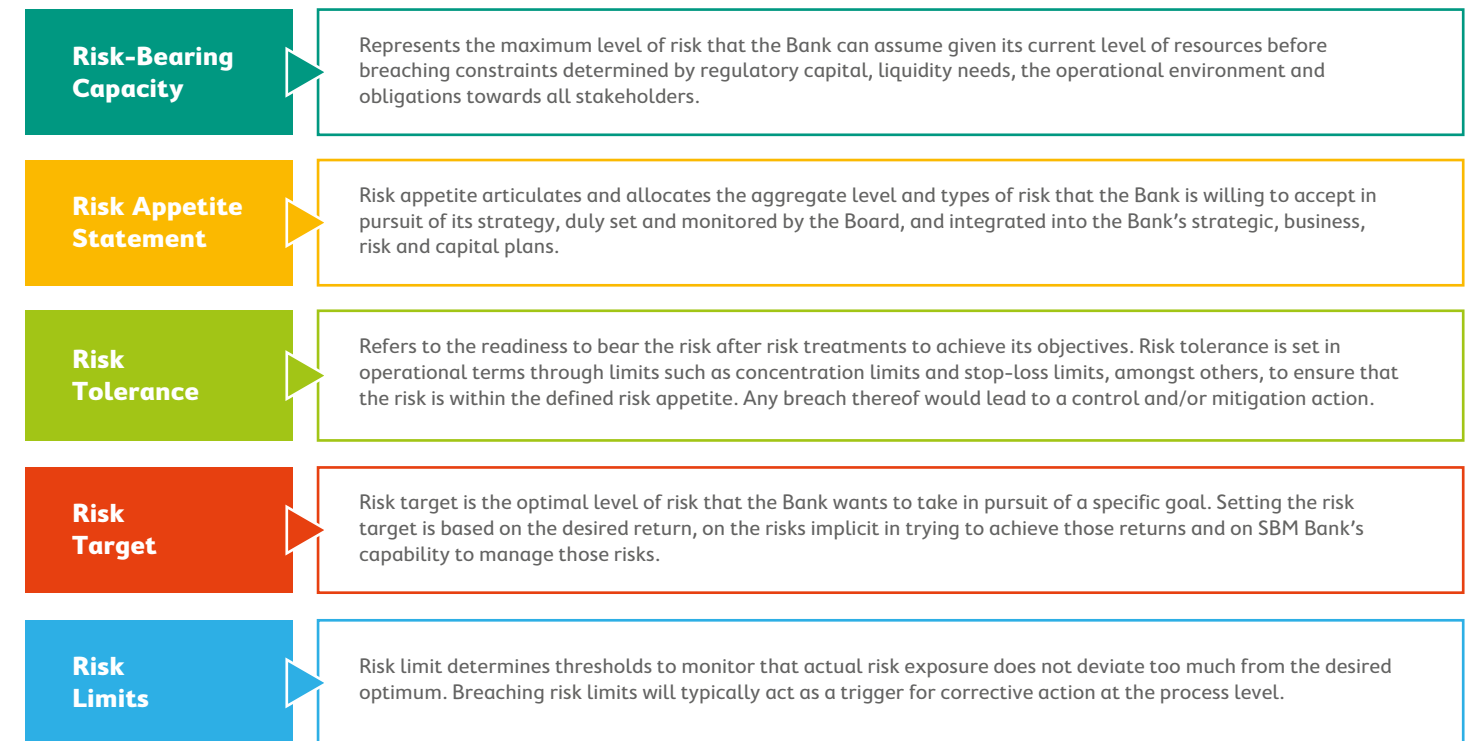 Risk-Bearing
Capacity
Represents the maximum level of risk that the Bank can assume given its current level of resources before
breaching constraints determined by regulatory capital, liquidity needs, the operational environment and
obligations towards all stakeholders.
Risk Appetite
Statement
Risk appetite articulates and allocates the aggregate level and types of risk that the Bank is willing to accept in
pursuit of its strategy, duly set and monitored by the Board, and integrated into the Bank's strategic, business,
risk and capital plans.
Risk
Tolerance
Refers to the readiness to bear the risk after risk treatments to achieve its objectives. Risk tolerance is set in
operational terms through limits such as concentration limits and stop-loss limits, amongst others, to ensure that
the risk is within the defined risk appetite. Any breach thereof would lead to a control and/or mitigation action.
Risk
Target
Risk target is the optimal level of risk that the Bank wants to take in pursuit of a specific goal. Setting the risk
target is based on the desired return, on the risks implicit in trying to achieve those returns and on SBM Bank's
capability to manage those risks.
Risk
Limits
Risk limit determines thresholds to monitor that actual risk exposure does not deviate too much from the desired
optimum. Breaching risk limits will typically act as a trigger for corrective action at the process level.